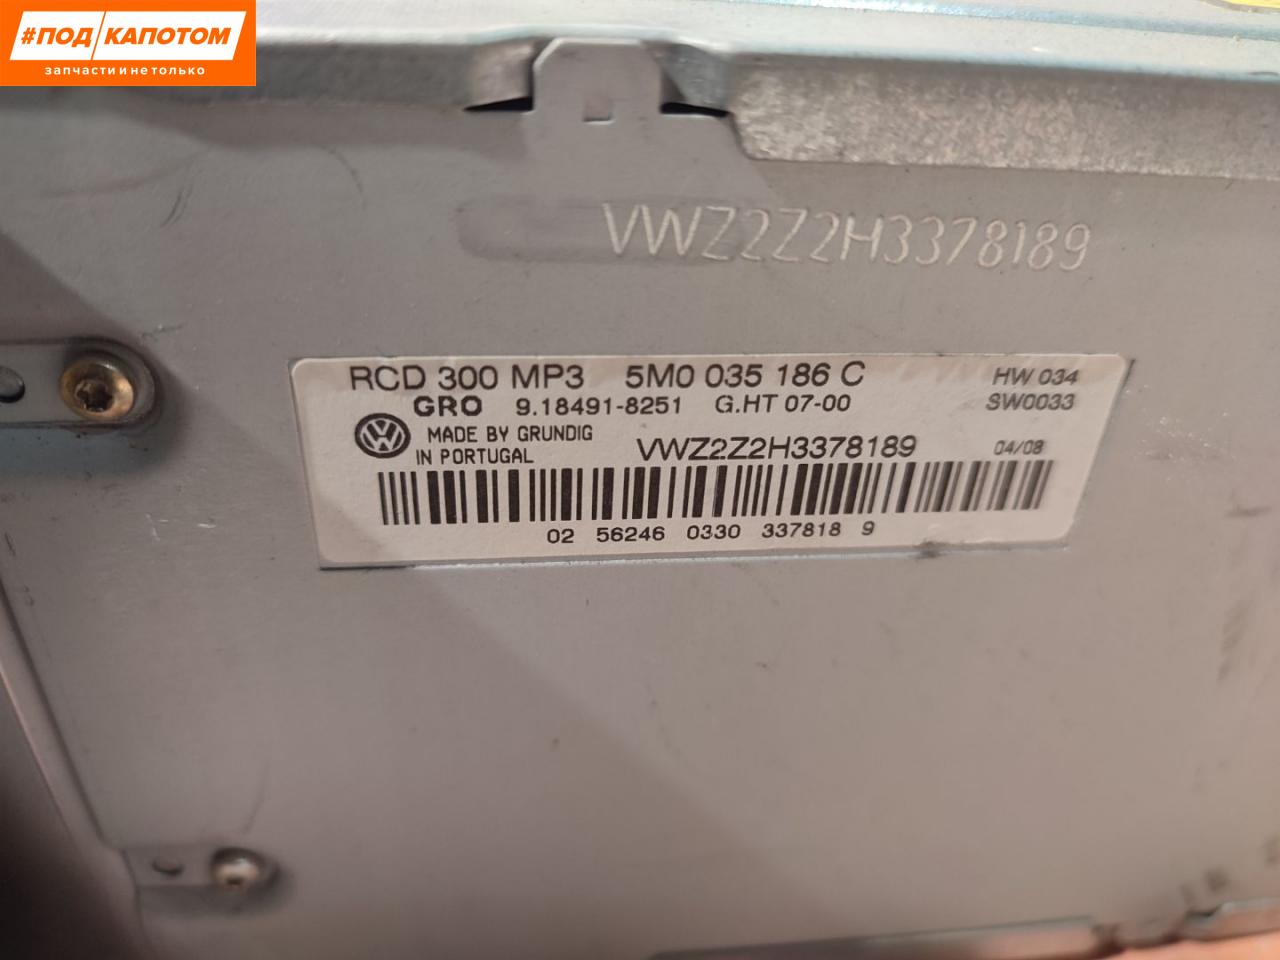 #ПОД КАПОТОМ
запчасти и не только
VWZ2Z2H3378189
RCD 300 MP3 5M0 035 186 C HW 034
GRO 9.18491-8251 G.HT 07-00 SW0033
MADE BY GRUNDIG VWZ2Z2H3378189 04/08
IN PORTUGAL
02 56246 0330 337818 9